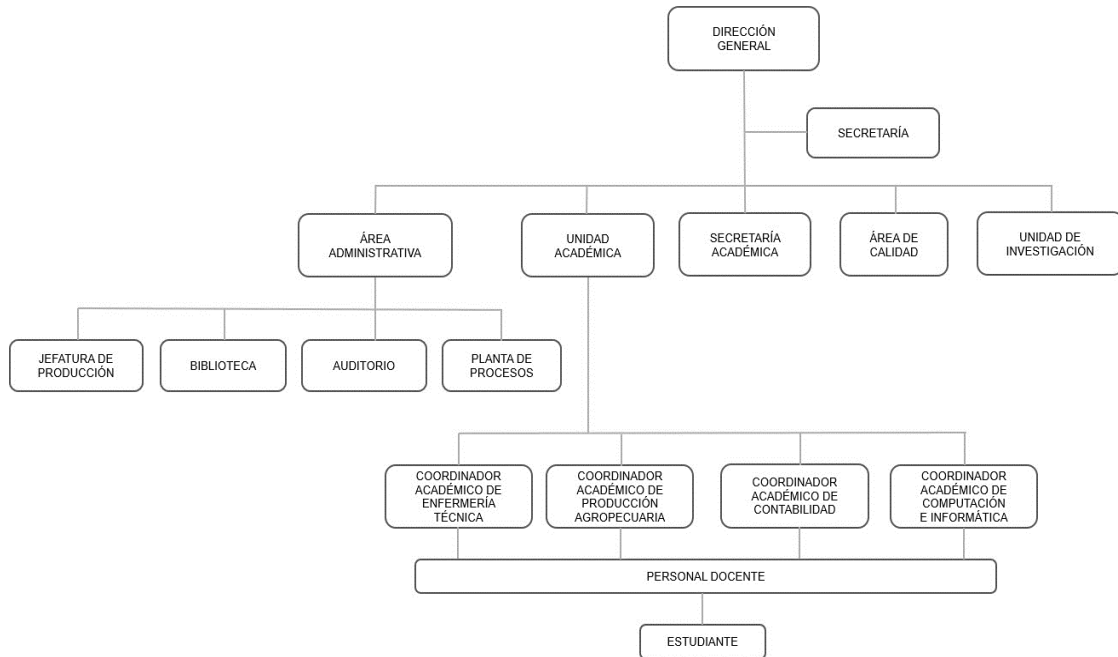 DIRECCIÓN
GENERAL
SECRETARÍA
ÁREA
ADMINISTRATIVA
UNIDAD
ACADÉMICA
SECRETARÍA
ACADÉMICA
ÁREA DE
CALIDAD
UNIDAD DE
INVESTIGACIÓN
JEFATURA DE
PRODUCCIÓN
BIBLIOTECA
AUDITORIO
PLANTA DE
PROCESOS
COORDINADOR
ACADÉMICO DE
ENFERMERÍA
TÉCNICA
COORDINADOR
ACADÉMICO DE
PRODUCCIÓN
AGROPECUARIA
COORDINADOR
ACADÉMICO DE
CONTABILIDAD
COORDINADOR
ACADÉMICO DE
COMPUTACIÓN
E INFORMÁTICA
PERSONAL DOCENTE
ESTUDIANTE